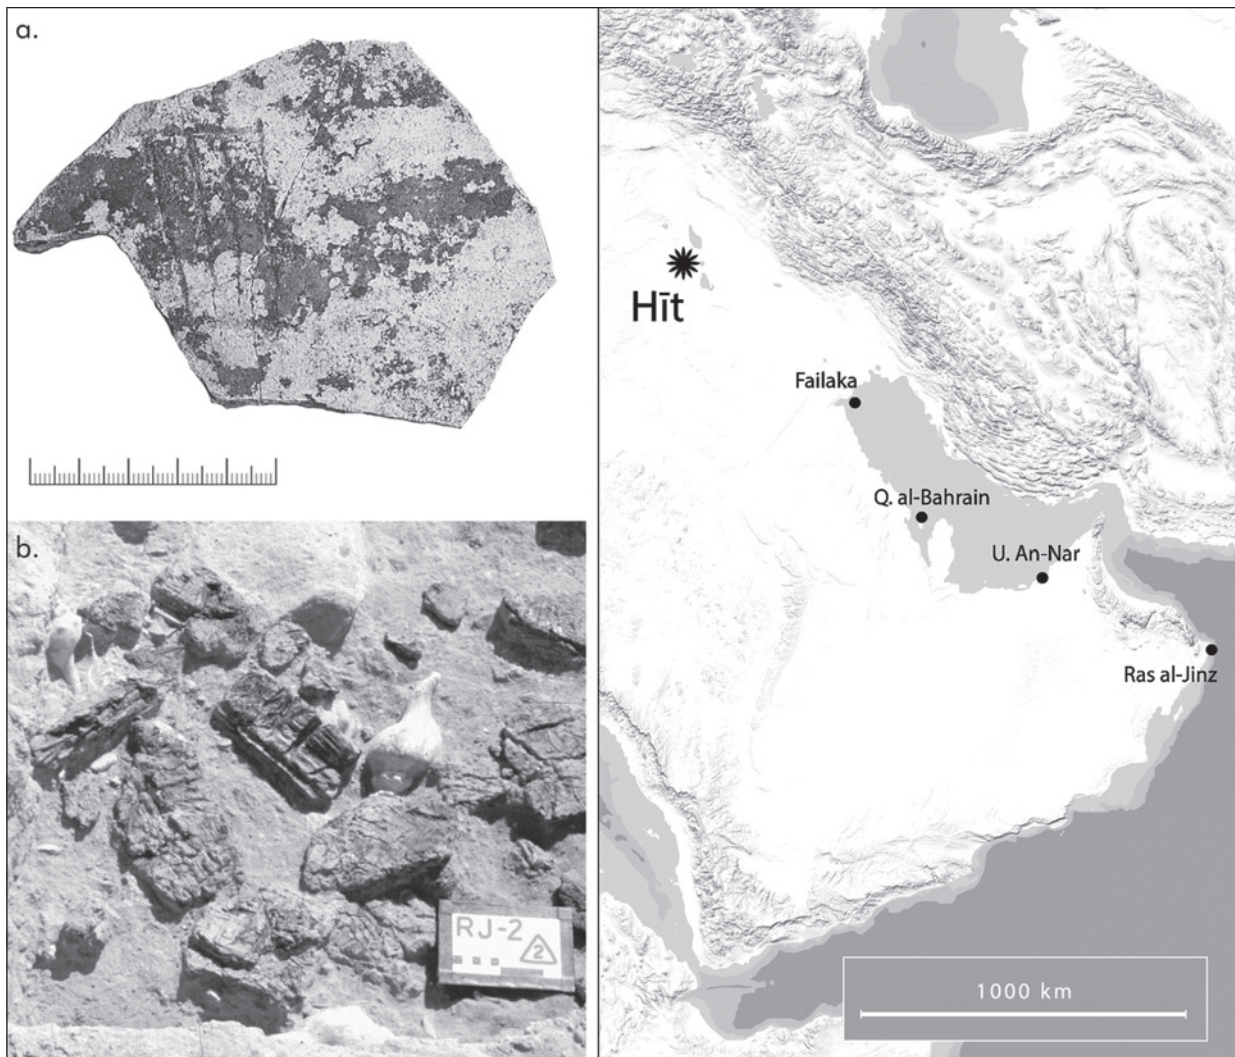 a.
b.
RJ-2
2
Hīt
Failaka
Q. al-Bahrain
U. An-Nar
Ras al-Jinz
1000 km